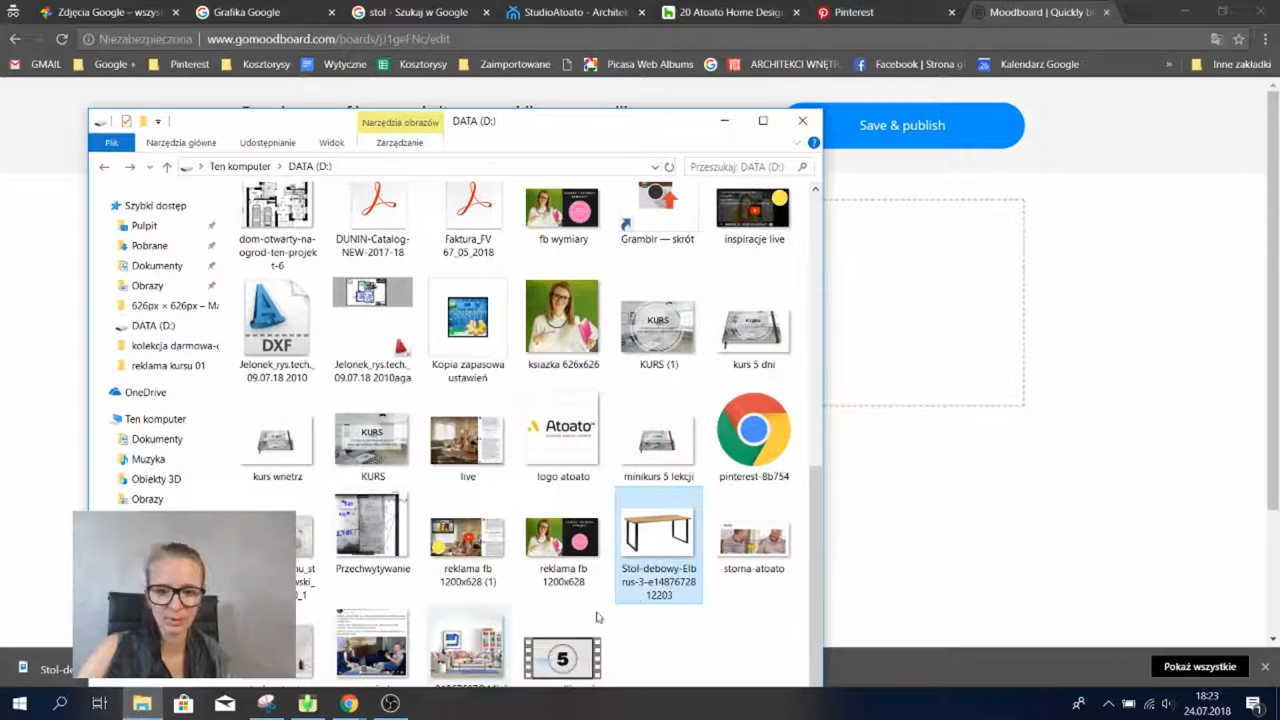 Zdjęcia Google – wszys
Grafika Google
stol - Szukaj w Google
StudioAtoato - Architek
20 Atoato Home Desig
Pinterest
Moodboard | Quickly b
Niezabezpieczona
www.gomoodboard.com/boards/jJ1geFNc/edit
GMAIL
Google +
Pinterest
Kosztorysy
Wyceny
Kosztorysy
Zaimportowane
Picasa Web Albums
ARCHITEKCI WNĘTR
Facebook | Strona gł
Kalendarz Google
»
Inne zakładki
Save & publish
Narzędzia obrazów
DATA (D:)
Plik
Narzędzia główne
Udostępnianie
Widok
Zarządzanie
Ten komputer
DATA (D:)
Przeszukaj: DATA (D:)
Szybki dostęp
Pulpit
Pobrane
Dokumenty
Obrazy
626px × 626px – Ma
DATA (D:)
kolekcja darmowa-
reklama kursu 01
OneDrive
Ten komputer
Dokumenty
Muzyka
Obiekty 3D
Obrazy
dom-otwarty-na-
ogrod-ten-projek
t-6
DUNIN-Catalog-
NEW-2017-18
Faktura_FV
67_05_2018
fb wymiary
Gramblr — skrót
inspiracje live
DXF
Jelonek_rys.tech._
09.07.18 2010
Jelonek_rys.tech._
09.07.18 2010aga
Kopia zapasowa
ustawień
ksiazka 626x626
KURS
KURS (1)
KURS
kurs 5 dni
kurs wnetrz
KURS
KURS
live
Atoato
logo atoato
minikurs 5 lekcji
pinterest-8b754
Przechwytywanie
reklama fb
1200x628 (1)
reklama fb
1200x628
Stol-debowy-Elb
rus-3-e14876728
12203
storna-atoato
5
Stol-de
Pokaż wszystkie
18:23
24.07.2018